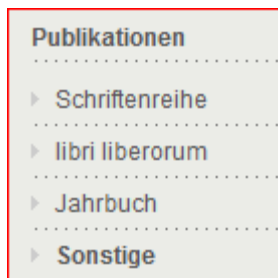 Publikationen
Schriftenreihe
libri liberorum
Jahrbuch
Sonstige